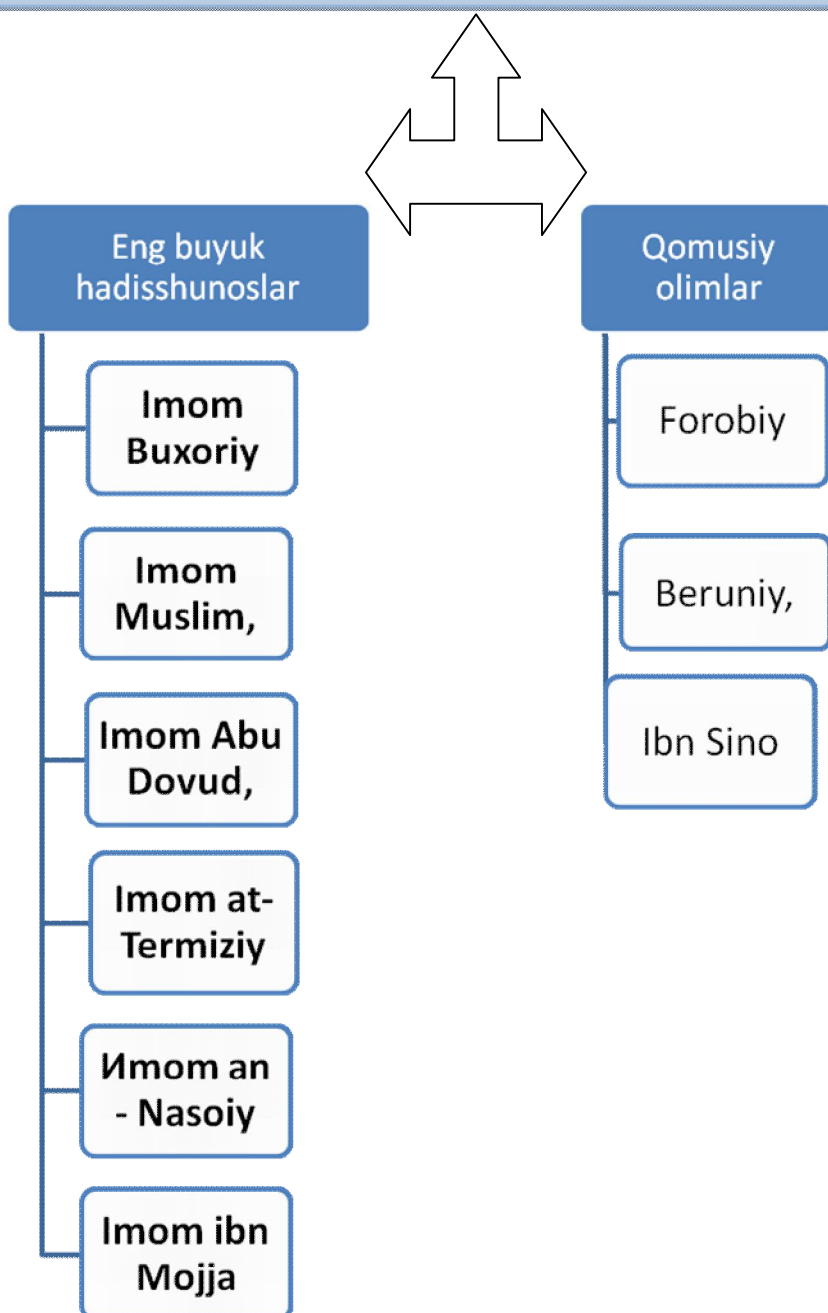 Eng buyuk
hadisshunoslar
Imom
Buxoriy
Imom
Muslim,
Imom Abu
Dovud,
Imom at-
Termiziy
Иmom an
- Nasoiy
Imom ibn
Mojja
Qomusiy
olimlar
Forobiy
Beruniy,
Ibn Sino